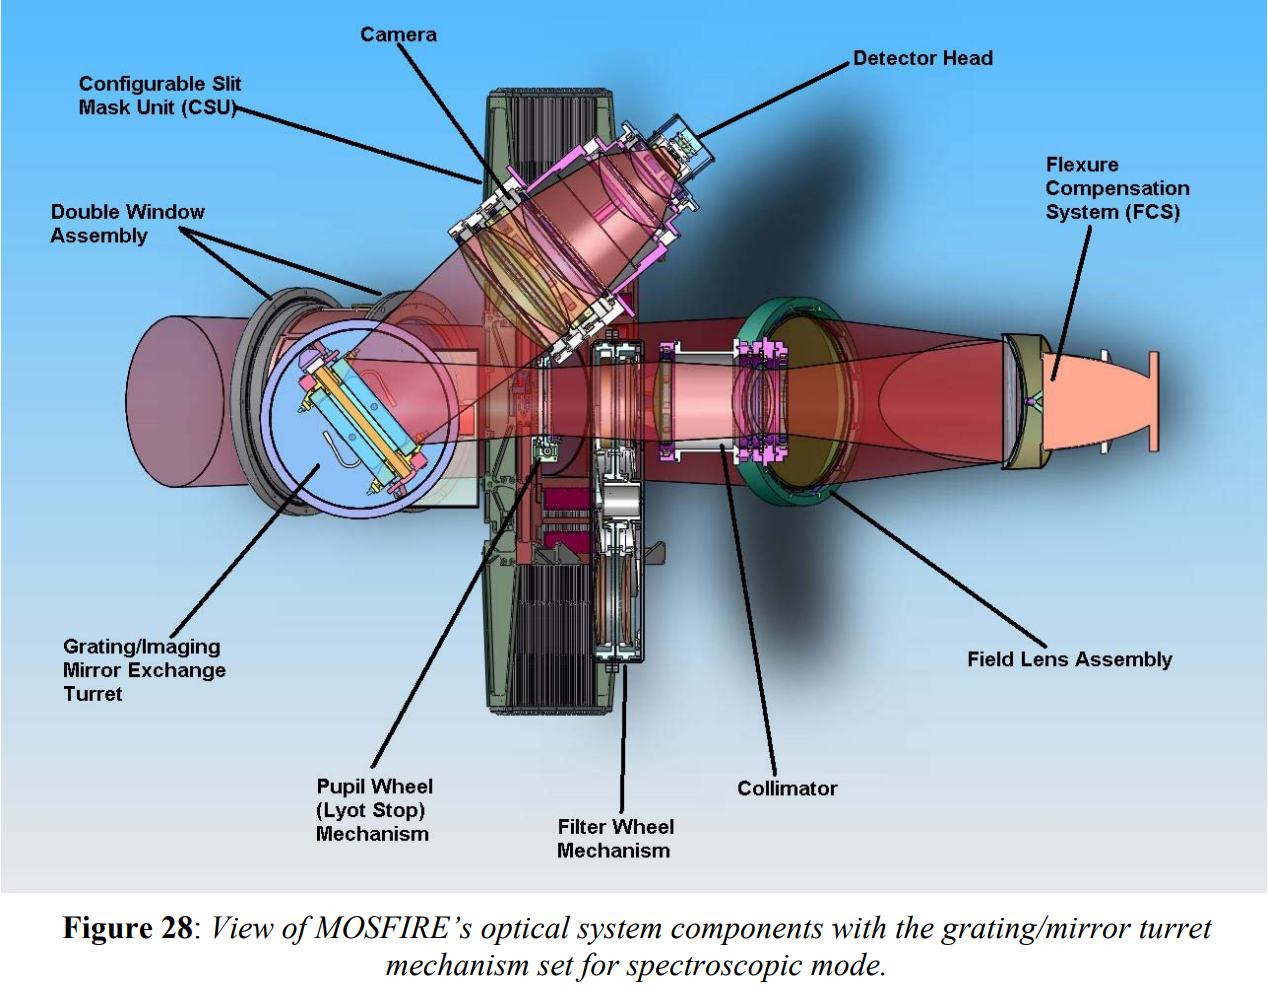 Camera
Detector Head
Configurable Slit
Mask Unit (CSU)
Flexure
Compensation
System (FCS)
Double Window
Assembly
Grating/Imaging
Mirror Exchange
Turret
Field Lens Assembly
Pupil Wheel
(Lyot Stop)
Mechanism
Collimator
Filter Wheel
Mechanism
Figure 28: View of MOSFIRE's optical system components with the grating/mirror turret
mechanism set for spectroscopic mode.